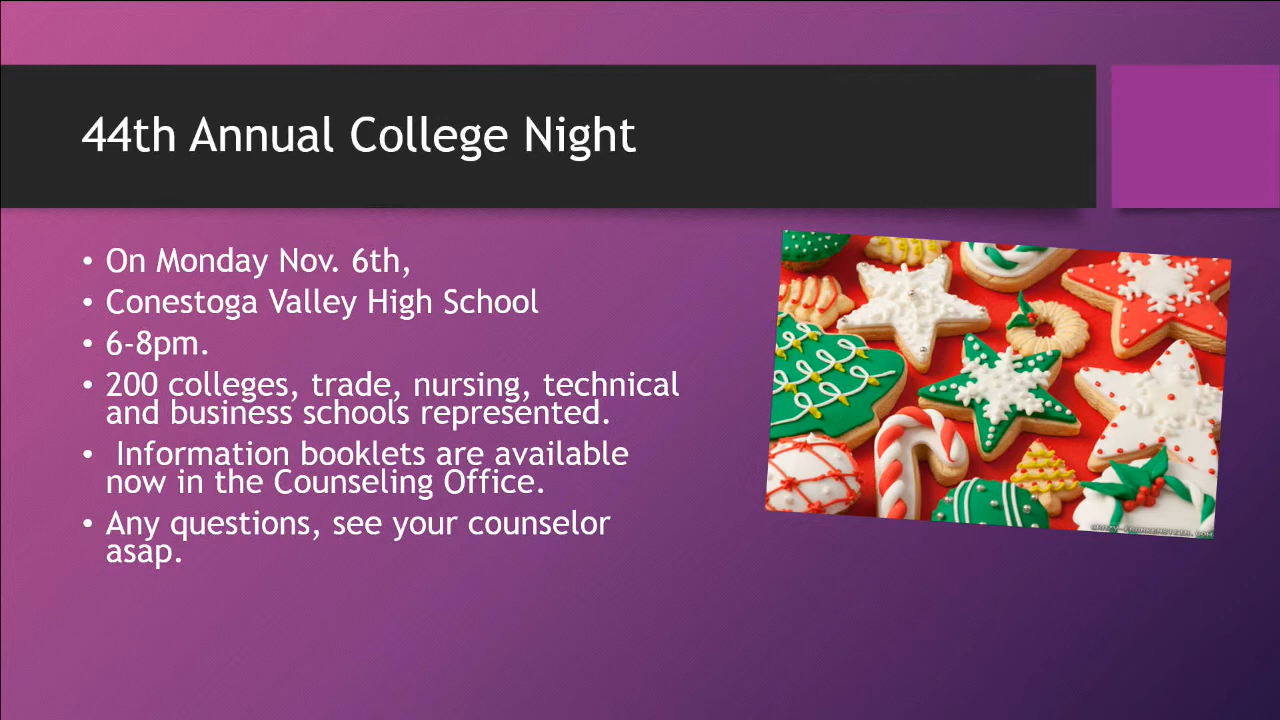 44th Annual College Night
• On Monday Nov. 6th,
• Conestoga Valley High School
• 6-8pm.
• 200 colleges, trade, nursing, technical
and business schools represented.
• Information booklets are available
now in the Counseling Office.
• Any questions, see your counselor
asap.